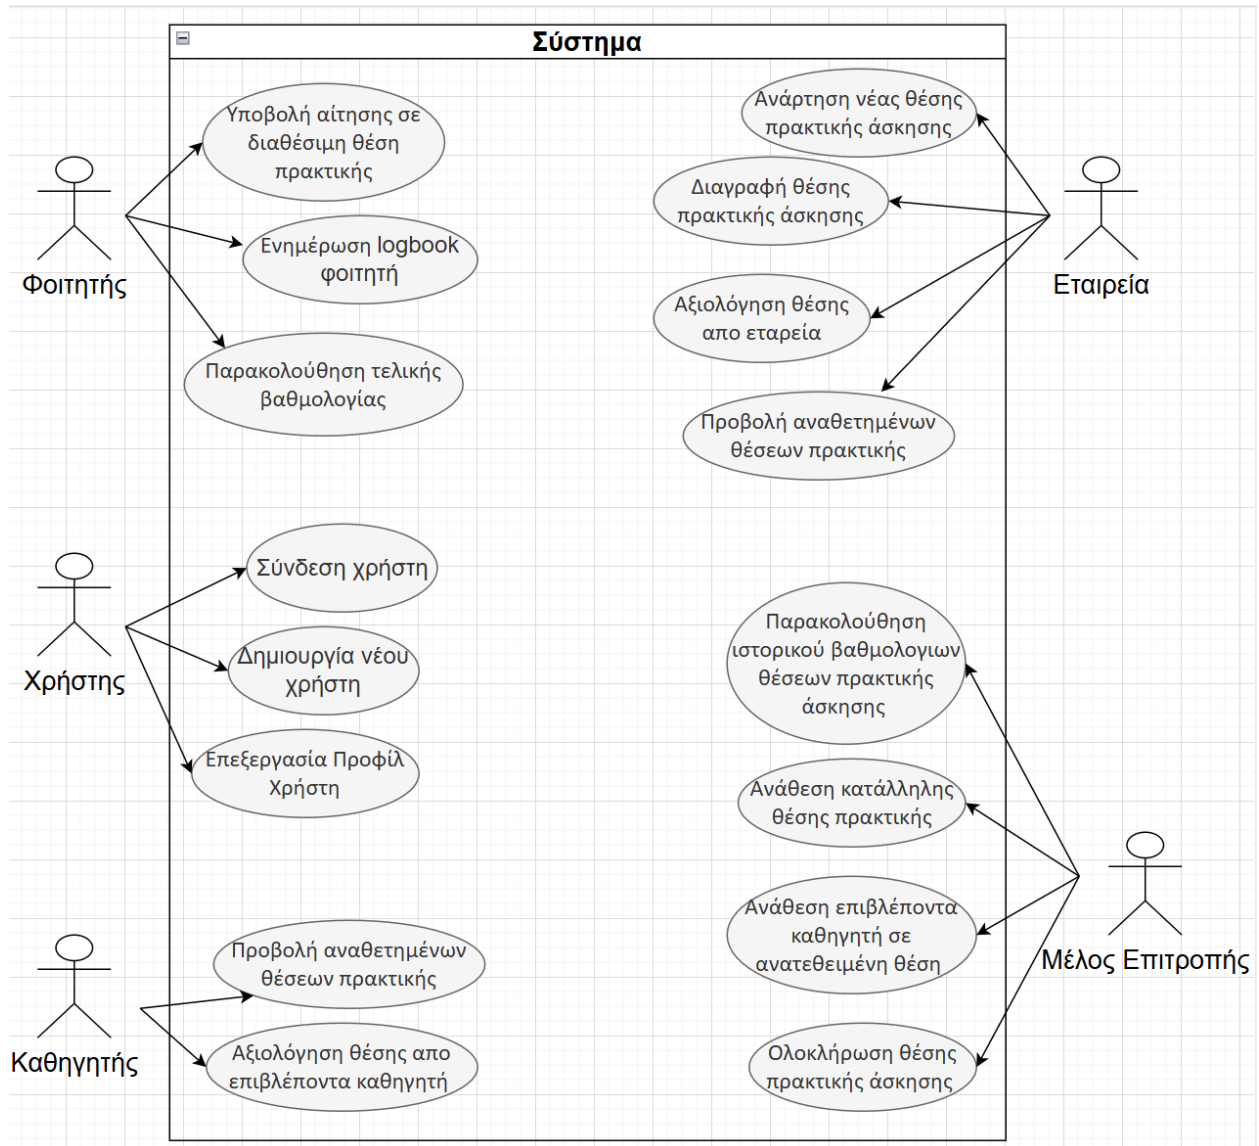 Σύστημα
Υποβολή αίτησης σε
διαθέσιμη θέση
πρακτικής
Ενημέρωση logbook
φοιτητή
Παρακολούθηση τελικής
βαθμολογίας
Φοιτητής
Ανάρτηση νέας θέσης
πρακτικής άσκησης
Διαγραφή θέσης
πρακτικής άσκησης
Αξιολόγηση θέσης
απο εταρεία
Προβολή αναθετημένων
θέσεων πρακτικής
Εταιρεία
Σύνδεση χρήστη
Δημιουργία νέου
χρήστη
Επεξεργασία Προφίλ
Χρήστη
Χρήστης
Παρακολούθηση
ιστορικού βαθμολογιων
θέσεων πρακτικής
άσκησης
Ανάθεση κατάλληλης
θέσης πρακτικής
Ανάθεση επιβλέποντα
καθηγητή σε
ανατεθειμένη θέση
Ολοκλήρωση θέσης
πρακτικής άσκησης
Μέλος Επιτροπής
Προβολή αναθετημένων
θέσεων πρακτικής
Αξιολόγηση θέσης απο
επιβλέποντα καθηγητή
Καθηγητής